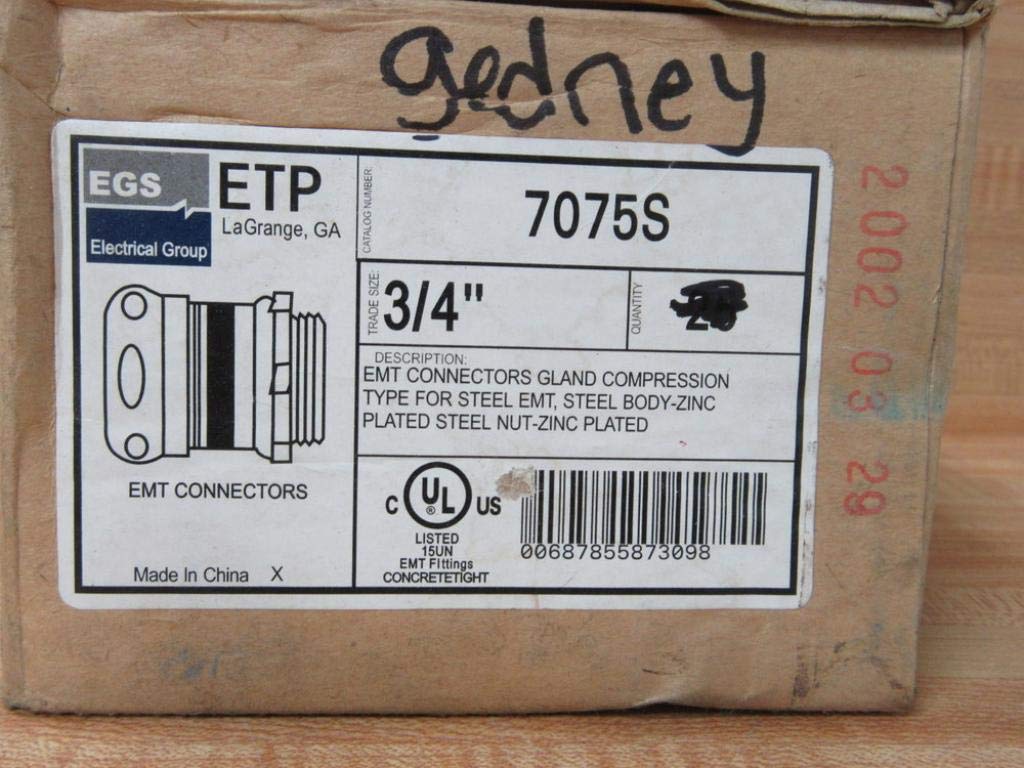 gedney
EGS
Electrical Group
ETP
LaGrange, GA
CATALOG NUMBER:
7075S
TRADE SIZE:
3/4"
QUANTITY
DESCRIPTION:
EMT CONNECTORS GLAND COMPRESSION
TYPE FOR STEEL EMT, STEEL BODY-ZINC
PLATED STEEL NUT-ZINC PLATED
EMT CONNECTORS
Made In China X
C UL ® US
LISTED
15UN
EMT Fittings
CONCRETETIGHT
00687855873098
2002 03 29